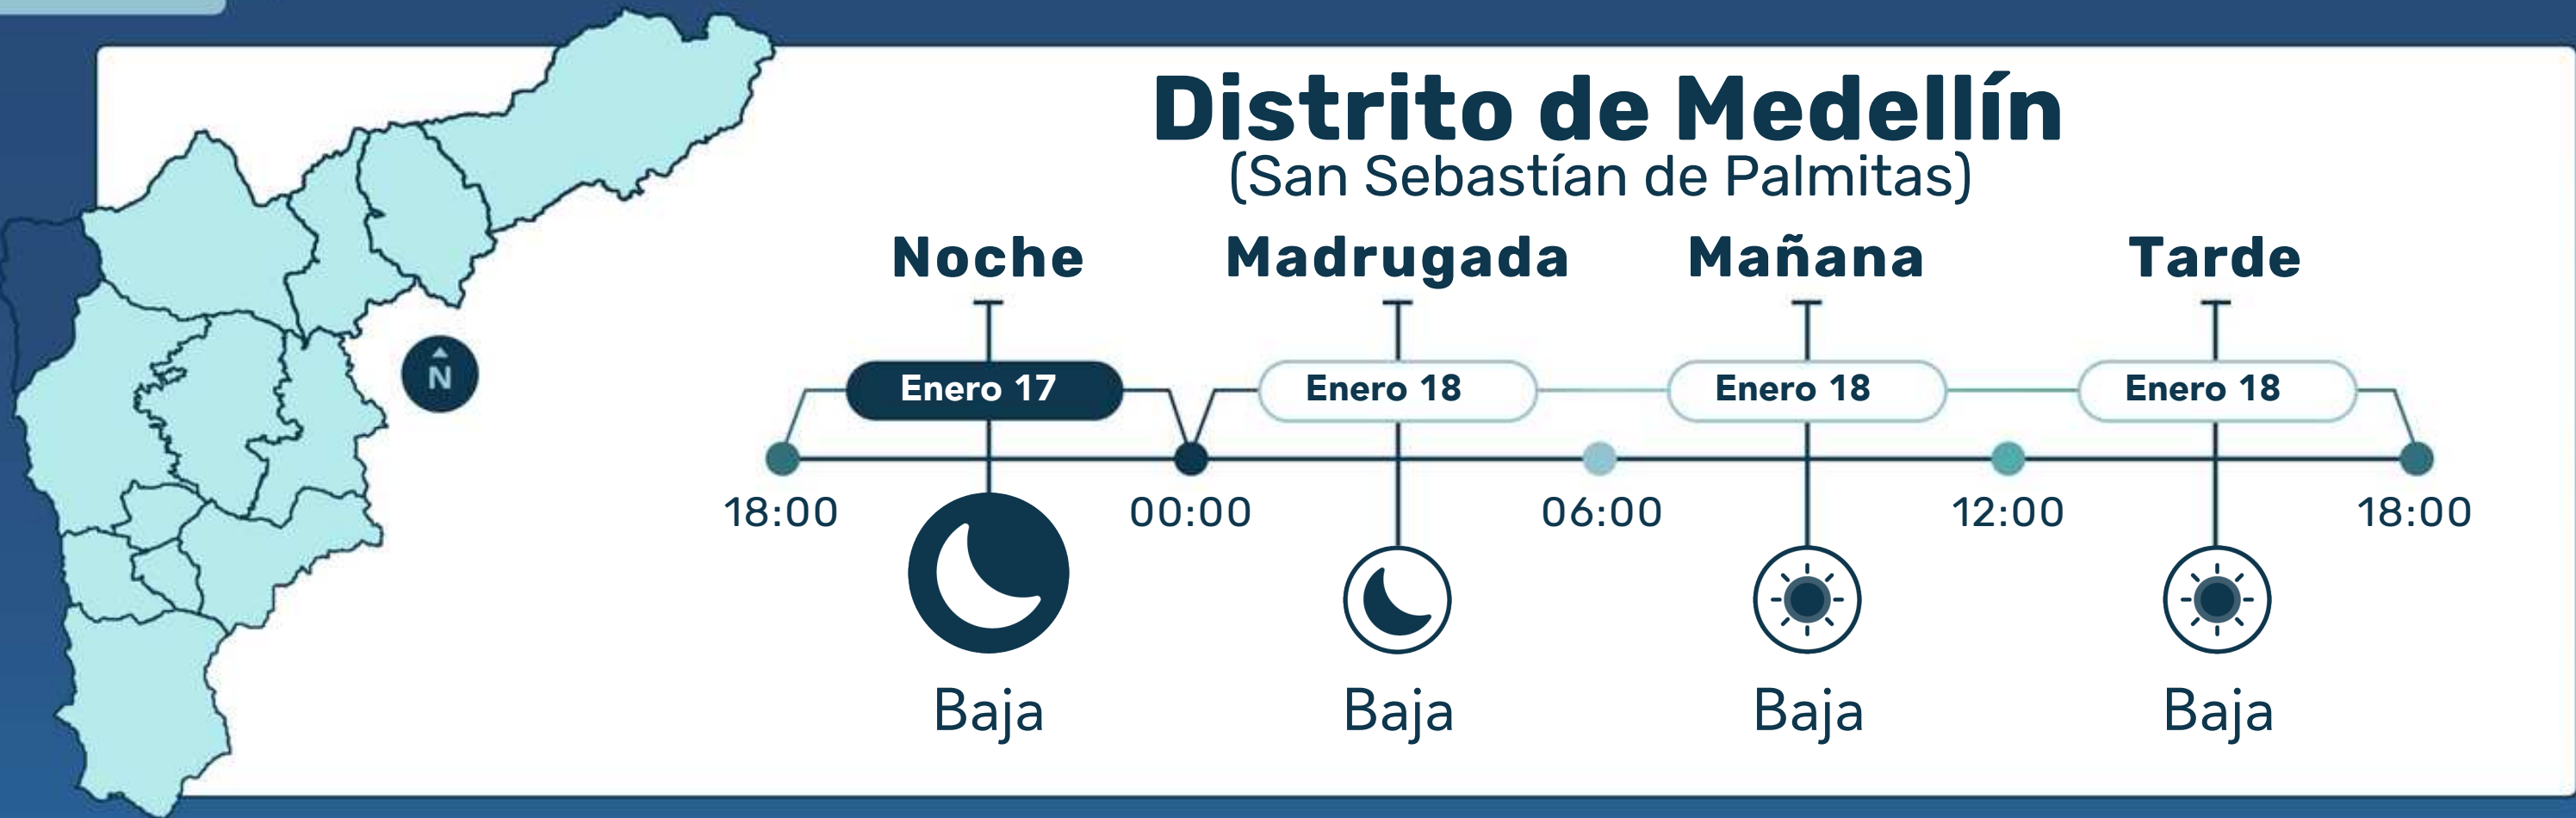 Distrito de Medellín
(San Sebastían de Palmitas)
Noche Madrugada Mañana Tarde
N
Enero 17 Enero 18 Enero 18 Enero 18
18:00 00:00 06:00 12:00 18:00
Baja Baja Baja Baja